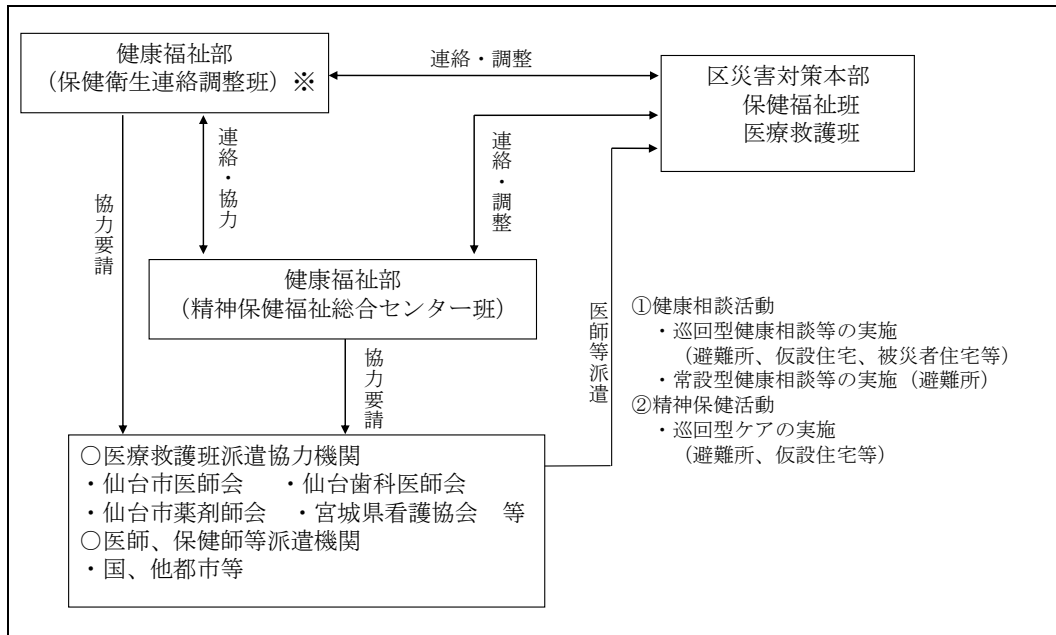 健康福祉部
（保健衛生連絡調整班）※
連絡・調整
区災害対策本部
保健福祉班
医療救護班
連絡・協力
連絡・調整
協力要請
健康福祉部
（精神保健福祉総合センター班）
協力要請
医師等派遣
①健康相談活動
・巡回型健康相談等の実施
（避難所、仮設住宅、被災者住宅等）
・常設型健康相談等の実施（避難所）
②精神保健活動
・巡回型ケアの実施
（避難所、仮設住宅等）
○医療救護班派遣協力機関
・仙台市医師会　・仙台歯科医師会
・仙台市薬剤師会　・宮城県看護協会　等
○医師、保健師等派遣機関
・国、他都市等